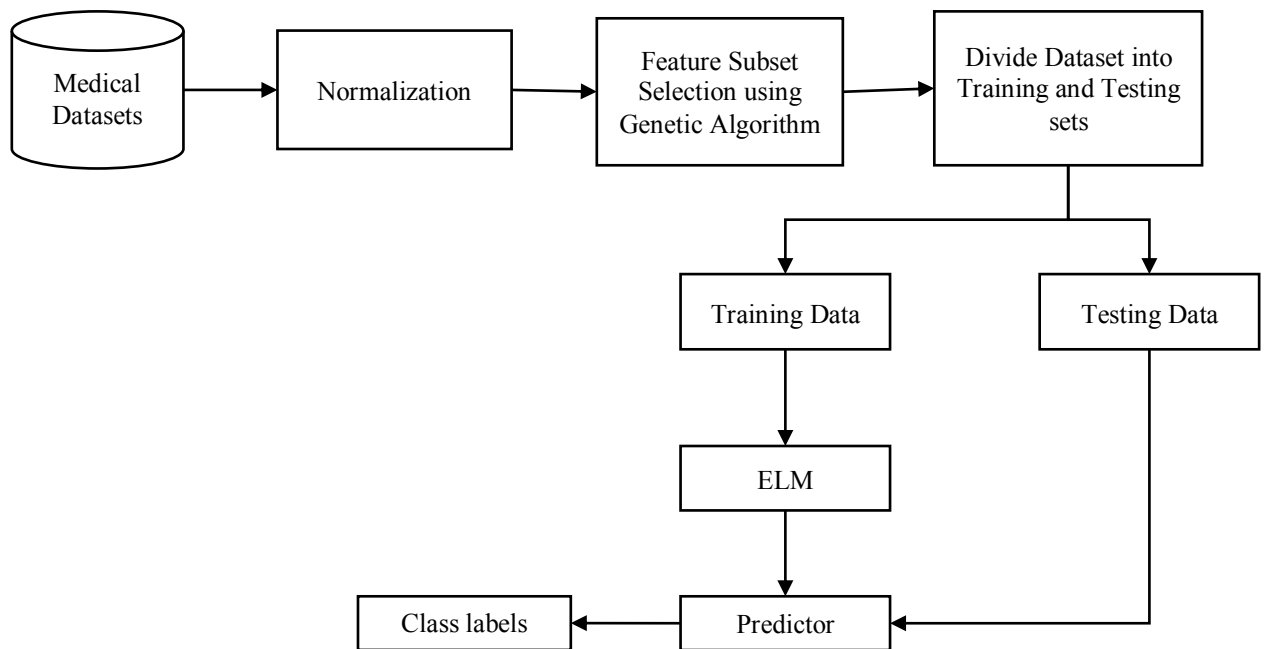 Medical
Datasets
Normalization
Feature Subset
Selection using
Genetic Algorithm
Divide Dataset into
Training and Testing
sets
Training Data
Testing Data
ELM
Class labels
Predictor